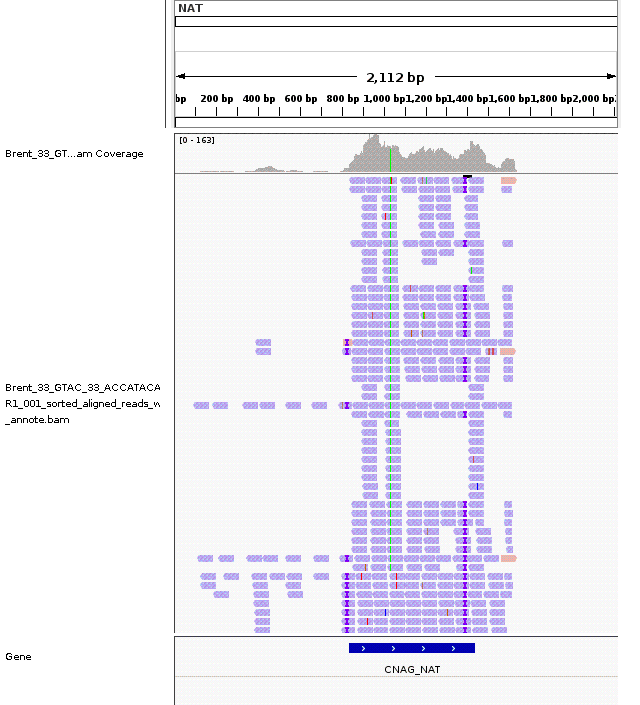 NAT
2,112 bp
bp 200 bp 400 bp 600 bp 800 bp 1,000 bp 1,200 bp 1,400 bp 1,600 bp 1,800 bp 2,000 bp
[0 - 163]
Brent_33_GT...am Coverage
Brent_33_GTAC_33_ACCATACA
R1_001_sorted_aligned_reads_w
_annote.bam
Gene
CNAG_NAT